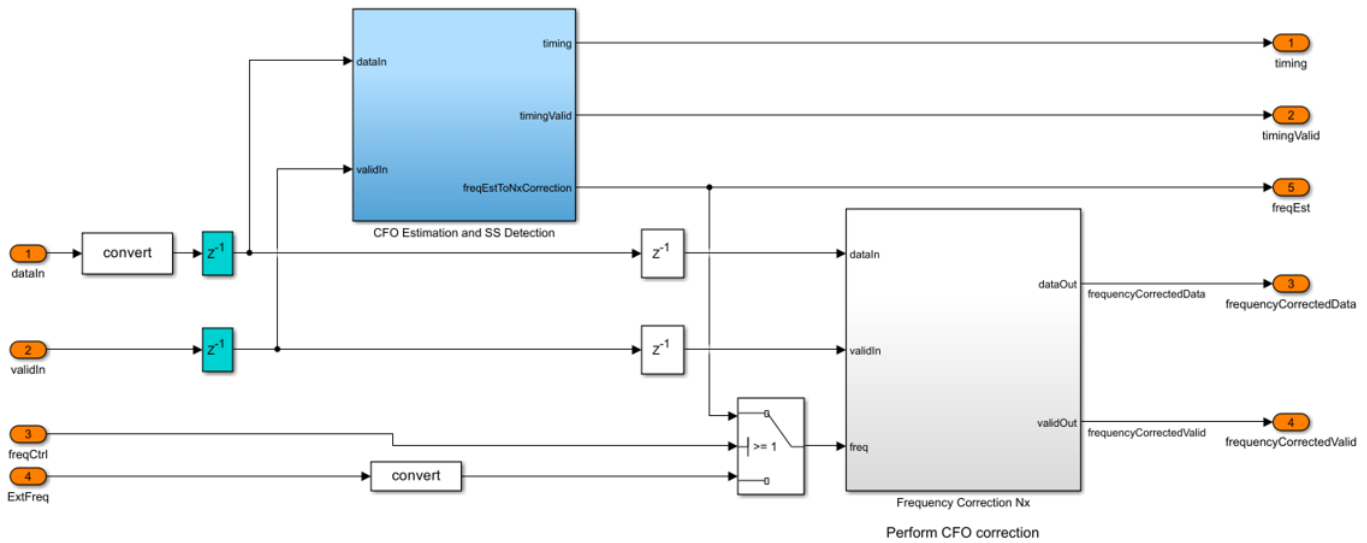 timing
1
timing
dataIn
timingValid
2
timingValid
validIn
freqEstToNxCorrection
5
freqEst
CFO Estimation and SS Detection
1
dataIn
convert
Z-1
Z-1
dataIn
dataOut
frequencyCorrectedData
3
frequencyCorrectedData
2
validIn
Z-1
Z-1
validIn
validOut
frequencyCorrectedValid
4
frequencyCorrectedValid
3
freqCtrl
>= 1
freq
4
ExtFreq
convert
Frequency Correction Nx
Perform CFO correction